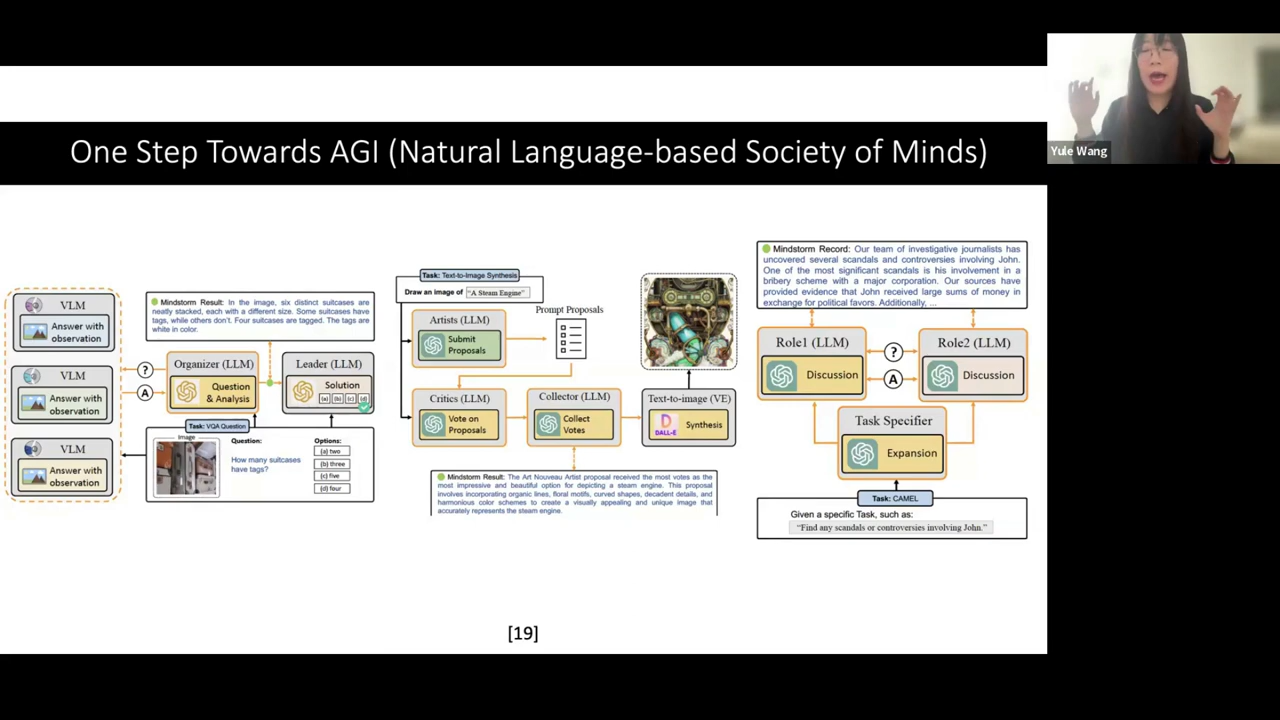 Yule Wang
One Step Towards AGI (Natural Language-based Society of Minds)
VLM
Answer with
observation
VLM
Answer with
observation
VLM
Answer with
observation
Mindstorm Result: In the image, six distinct suitcases are
neatly stacked, each with a different size. Some suitcases have
tags, while others don't. Four suitcases are tagged. The tags are
white in color.
?
A
Organizer (LLM)
Question
& Analysis
Leader (LLM)
Solution
(a) (b) (c) (d)
Task: VQA Question
Image
Question:
How many suitcases
have tags?
Options:
(a) two
(b) three
(c) five
(d) four
Task: Text-to-Image Synthesis
Draw an image of "A Steam Engine"
Artists (LLM)
Submit
Proposals
Prompt Proposals
Critics (LLM)
Vote on
Proposals
Collector (LLM)
Collect
Votes
Text-to-image (VE)
DALL-E
Synthesis
Mindstorm Result: The Art Nouveau Artist proposal received the most votes as the
most impressive and beautiful option for depicting a steam engine. This proposal
involves incorporating organic lines, floral motifs, curved shapes, decadent details, and
harmonious color schemes to create a visually appealing and unique image that
accurately represents the steam engine.
Mindstorm Record: Our team of investigative journalists has
uncovered several scandals and controversies involving John.
One of the most significant scandals is his involvement in a
bribery scheme with a major corporation. Our sources have
provided evidence that John received large sums of money in
exchange for political favors. Additionally, ...
Role1 (LLM)
Discussion
?
A
Role2 (LLM)
Discussion
Task Specifier
Expansion
Task: CAMEL
Given a specific Task, such as:
"Find any scandals or controversies involving John."
[19]